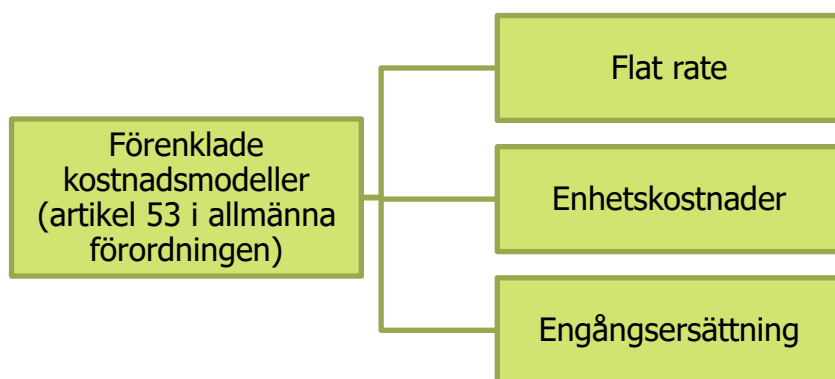 Förenklade
kostnadsmodeller
(artikel 53 i allmänna
förordningen)
Flat rate
Enhetskostnader
Engångsersättning